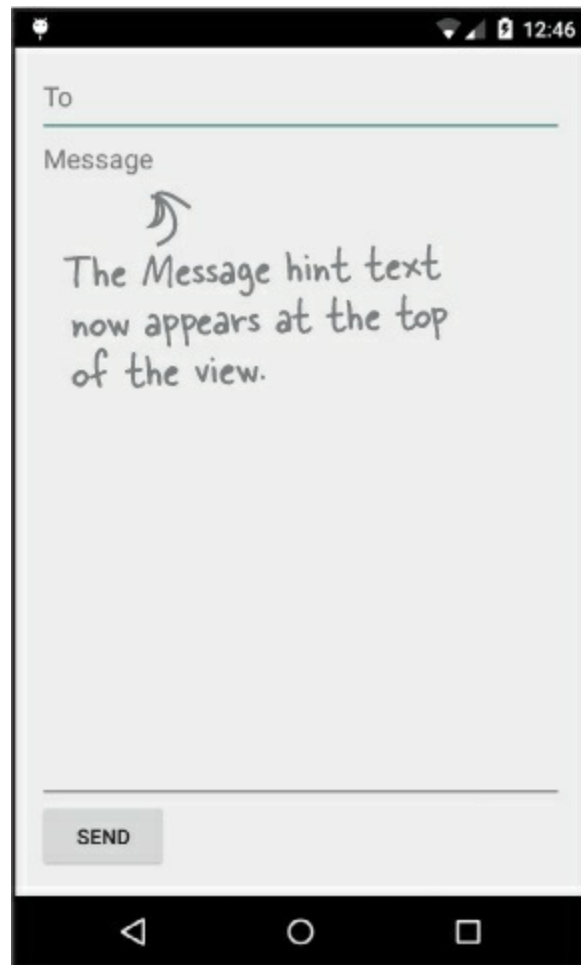 12:46
To
Message
The Message hint text
now appears at the top
of the view.
SEND